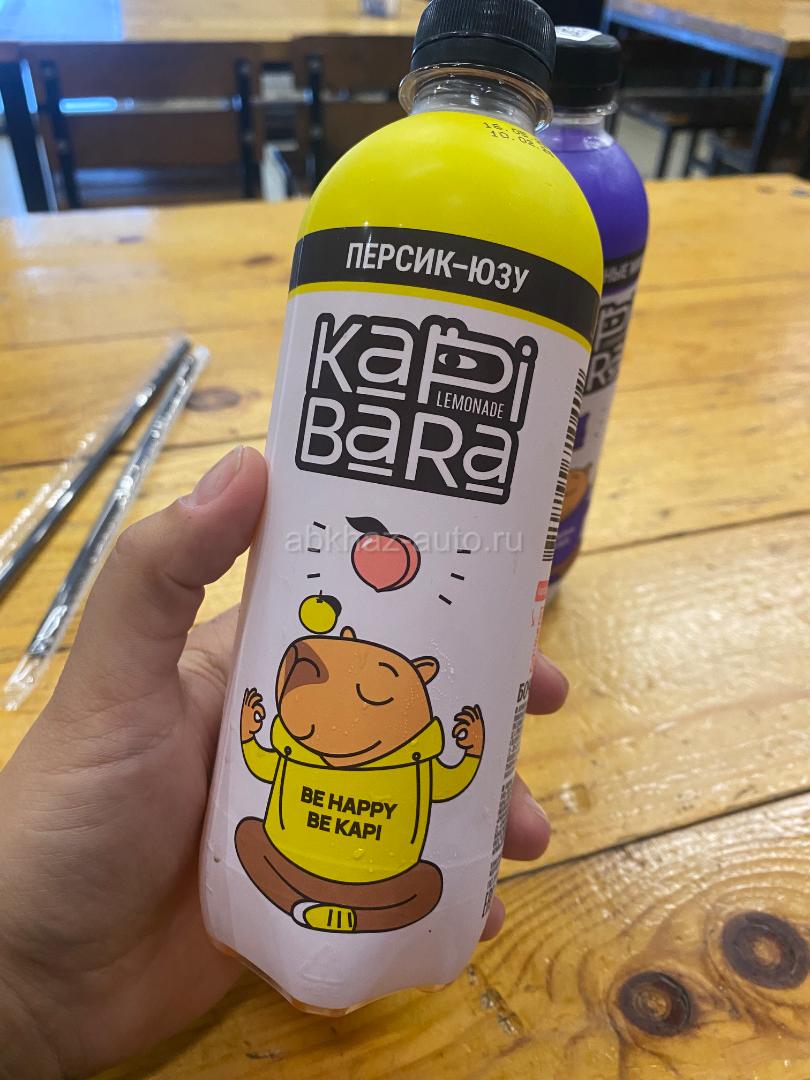 ПЕРСИК-ЮЗУ
KaPi
LEMONADE
BaRa
abkhaz-auto.ru
BE HAPPY
BE KAPI